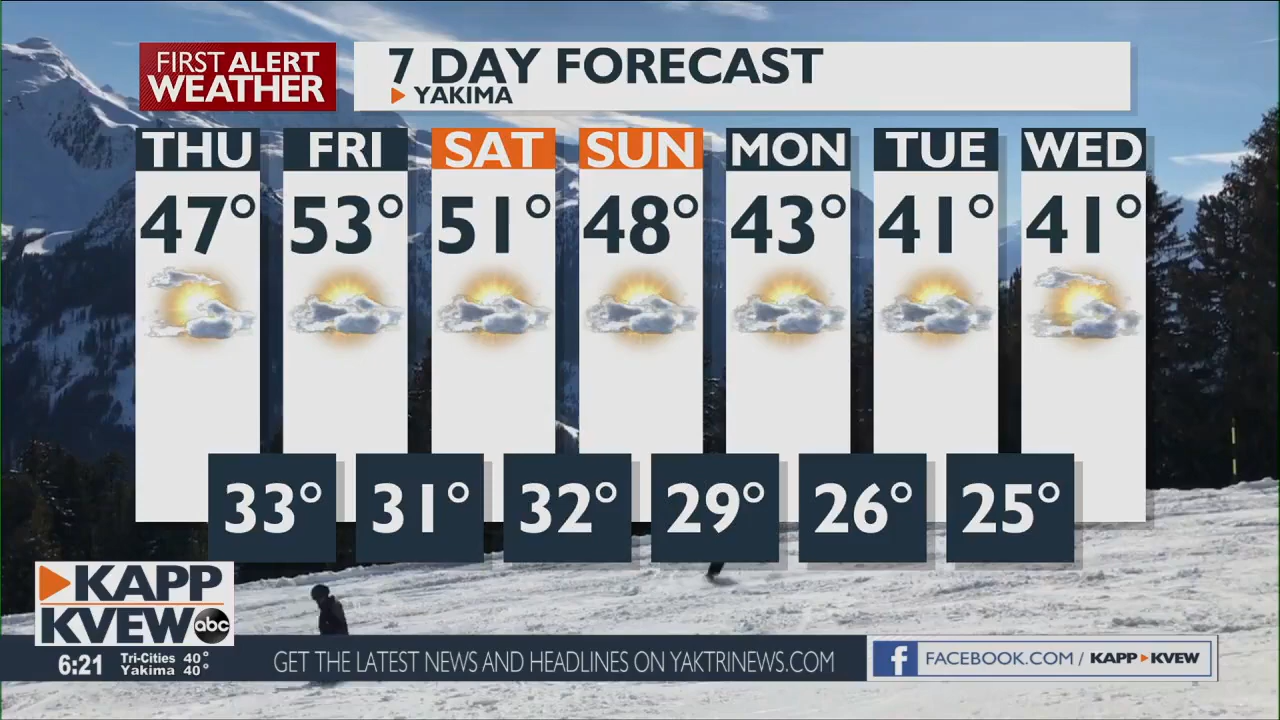 FIRST ALERT
WEATHER
7 DAY FORECAST
YAKIMA
THU FRI SAT SUN MON TUE WED
47° 53° 51° 48° 43° 41° 41°
33° 31° 32° 29° 26° 25°
KAPP
KVEW abc
6:21 Tri-Cities 40°
Yakima 40°
GET THE LATEST NEWS AND HEADLINES ON YAKTRINEWS.COM
f FACEBOOK.COM / KAPP KVEW